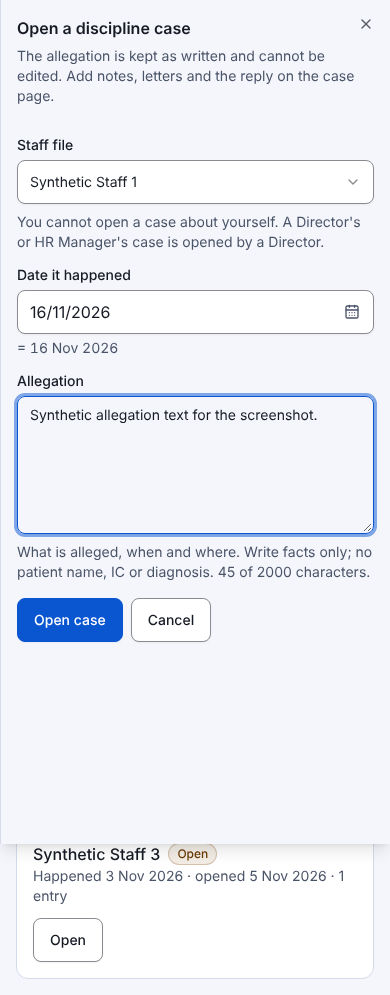 Open a discipline case
The allegation is kept as written and cannot be
edited. Add notes, letters and the reply on the case
page.
Staff file
Synthetic Staff 1
You cannot open a case about yourself. A Director's
or HR Manager's case is opened by a Director.
Date it happened
16/11/2026
= 16 Nov 2026
Allegation
Synthetic allegation text for the screenshot.
What is alleged, when and where. Write facts only; no
patient name, IC or diagnosis. 45 of 2000 characters.
Open case
Cancel
Synthetic Staff 3 Open
Happened 3 Nov 2026 · opened 5 Nov 2026 · 1
entry
Open